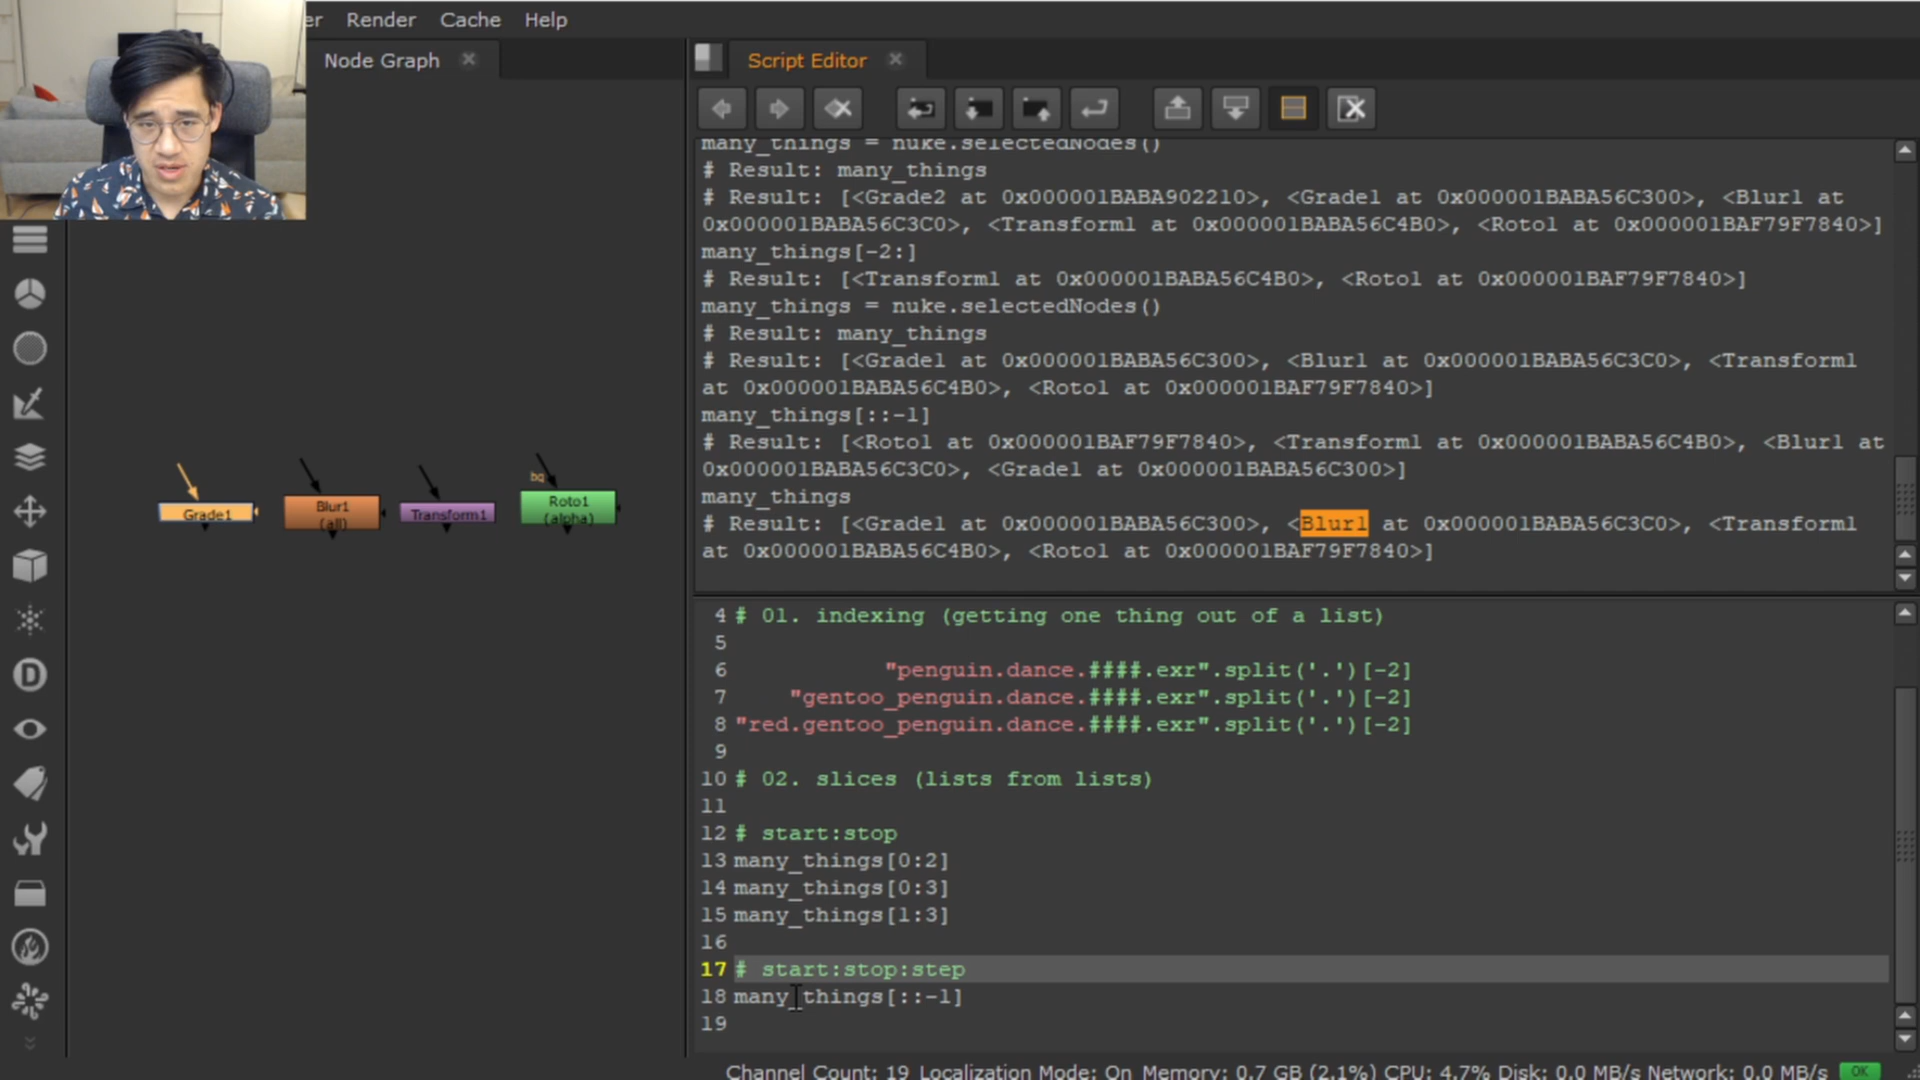 er Render Cache Help
Node Graph
Script Editor
many_things = nuke.selectedNodes()
# Result: many_things
# Result: [<Grade2 at 0x000001BABA902210>, <Grade1 at 0x000001BABA56C300>, <Blur1 at
0x000001BABA56C3C0>, <Transform1 at 0x000001BABA56C4B0>, <Roto1 at 0x000001BAF79F7840>]
many_things[-2:]
# Result: [<Transform1 at 0x000001BABA56C4B0>, <Roto1 at 0x000001BAF79F7840>]
many_things = nuke.selectedNodes()
# Result: many_things
# Result: [<Grade1 at 0x000001BABA56C300>, <Blur1 at 0x000001BABA56C3C0>, <Transform1
at 0x000001BABA56C4B0>, <Roto1 at 0x000001BAF79F7840>]
many_things[::-1]
# Result: [<Roto1 at 0x000001BAF79F7840>, <Transform1 at 0x000001BABA56C4B0>, <Blur1 at
0x000001BABA56C3C0>, <Grade1 at 0x000001BABA56C300>]
many_things
# Result: [<Grade1 at 0x000001BABA56C300>, <Blur1 at 0x000001BABA56C3C0>, <Transform1
at 0x000001BABA56C4B0>, <Roto1 at 0x000001BAF79F7840>]
bg
Grade1
Blur1
(all)
Transform1
Roto1
(alpha)
4 # 01. indexing (getting one thing out of a list)
5
6 "penguin.dance.####.exr".split('.')[-2]
7 "gentoo_penguin.dance.####.exr".split('.')[-2]
8 "red.gentoo_penguin.dance.####.exr".split('.')[-2]
9
10 # 02. slices (lists from lists)
11
12 # start:stop
13 many_things[0:2]
14 many_things[0:3]
15 many_things[1:3]
16
17 # start:stop:step
18 many_things[::-1]
19
Channel Count: 19 Localization Mode: On Memory: 0.7 GB (2.1%) CPU: 4.7% Disk: 0.0 MB/s Network: 0.0 MB/s OK